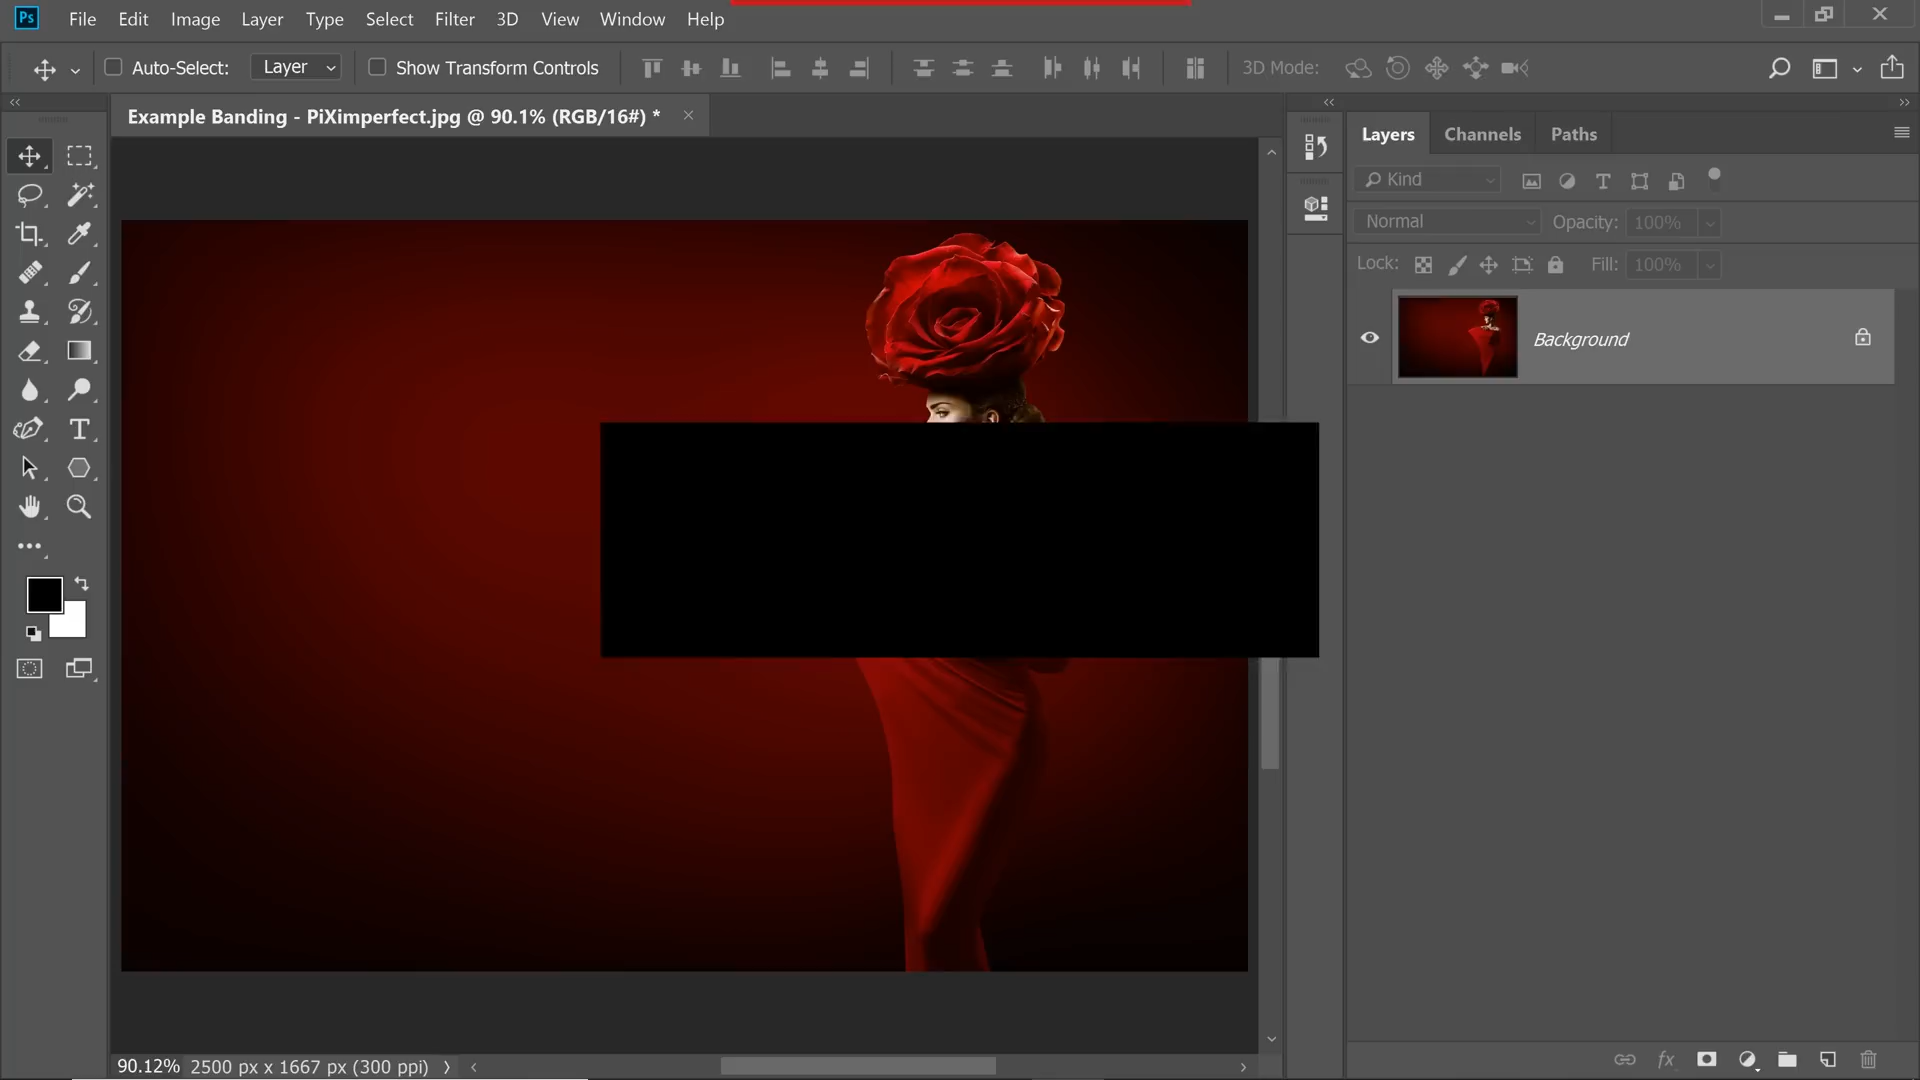 Ps File Edit Image Layer Type Select Filter 3D View Window Help
Auto-Select: Layer Show Transform Controls 3D Mode:
Example Banding - PiXimperfect.jpg @ 90.1% (RGB/16#) *
Layers Channels Paths
Kind
Normal Opacity: 100%
Lock: Fill: 100%
Background
90.12% 2500 px x 1667 px (300 ppi)